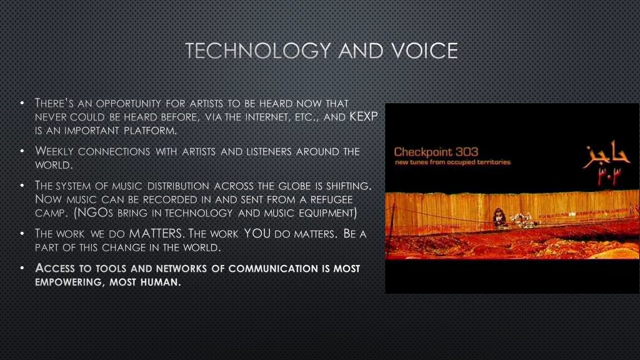 TECHNOLOGY AND VOICE
• THERE'S AN OPPORTUNITY FOR ARTISTS TO BE HEARD NOW THAT
NEVER COULD BE HEARD BEFORE, VIA THE INTERNET, ETC., AND KEXP
IS AN IMPORTANT PLATFORM.
• WEEKLY CONNECTIONS WITH ARTISTS AND LISTENERS AROUND THE
WORLD.
• THE SYSTEM OF MUSIC DISTRIBUTION ACROSS THE GLOBE IS SHIFTING.
NOW MUSIC CAN BE RECORDED IN AND SENT FROM A REFUGEE
CAMP. (NGOS BRING IN TECHNOLOGY AND MUSIC EQUIPMENT)
• THE WORK WE DO MATTERS. THE WORK YOU DO MATTERS. BE A
PART OF THIS CHANGE IN THE WORLD.
• ACCESS TO TOOLS AND NETWORKS OF COMMUNICATION IS MOST
EMPOWERING, MOST HUMAN.
Checkpoint 303
new tunes from occupied territories
حاجز
٣٠٣